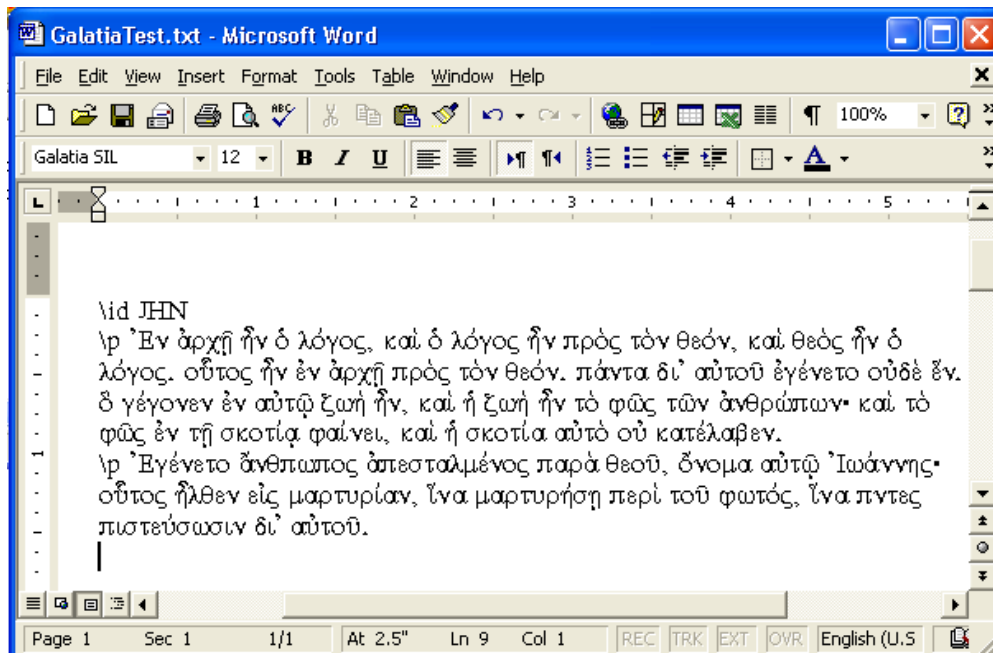 GalatiaTest.txt - Microsoft Word
File Edit View Insert Format Tools Table Window Help
100%
Galatia SIL 12 B I U A
1 2 3 4 5
\id JHN
\p Ἐν ἀρχῇ ἦν ὁ λόγος, καὶ ὁ λόγος ἦν πρὸς τὸν θεόν, καὶ θεὸς ἦν ὁ
λόγος. οὗτος ἦν ἐν ἀρχῇ πρὸς τὸν θεόν. πάντα δι’ αὐτοῦ ἐγένετο οὐδὲ ἕν.
ὃ γέγονεν ἐν αὐτῷ ζωὴ ἦν, καὶ ἡ ζωὴ ἦν τὸ φῶς τῶν ἀνθρώπων· καὶ τὸ
φῶς ἐν τῇ σκοτίᾳ φαίνει, καὶ ἡ σκοτία αὐτὸ οὐ κατέλαβεν.
\p Ἐγένετο ἄνθπωπος ἀπεσταλμένος παρὰ θεοῦ, ὄνομα αὐτῷ Ἰωάννης·
οὗτος ἦλθεν εἰς μαρτυρίαν, ἵνα μαρτυρήσῃ περὶ τοῦ φωτός, ἵνα πντες
πιστεύσωσιν δι’ αὐτοῦ.
Page 1 Sec 1 1/1 At 2.5" Ln 9 Col 1 REC TRK EXT OVR English (U.S